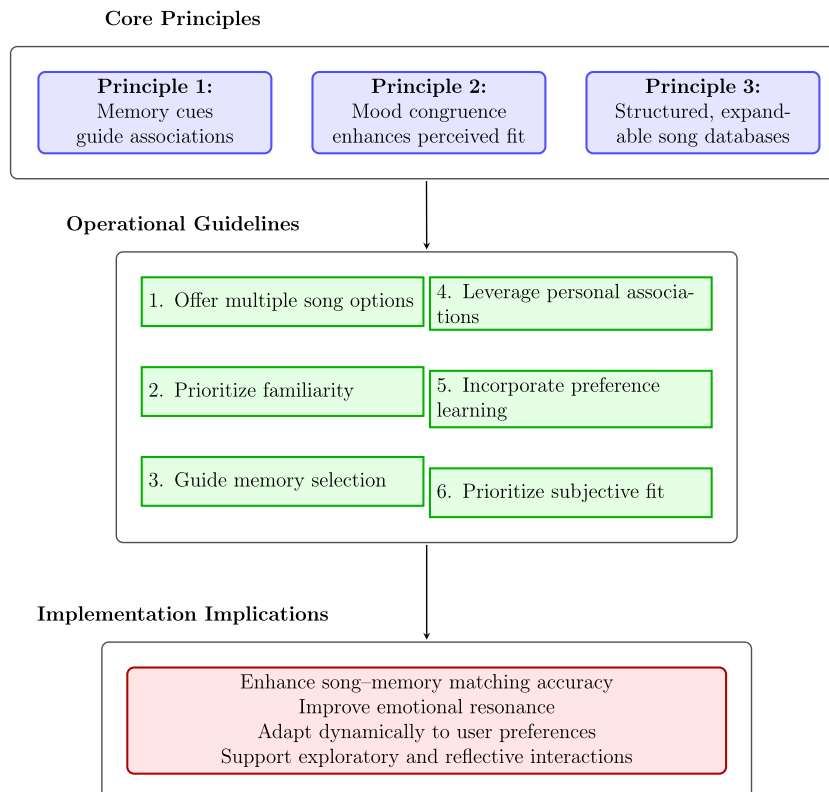 Core Principles
Principle 1:
Memory cues
guide associations
Principle 2:
Mood congruence
enhances perceived fit
Principle 3:
Structured, expand-
able song databases
Operational Guidelines
1. Offer multiple song options
2. Prioritize familiarity
3. Guide memory selection
4. Leverage personal associa-
tions
5. Incorporate preference
learning
6. Prioritize subjective fit
Implementation Implications
Enhance song–memory matching accuracy
Improve emotional resonance
Adapt dynamically to user preferences
Support exploratory and reflective interactions